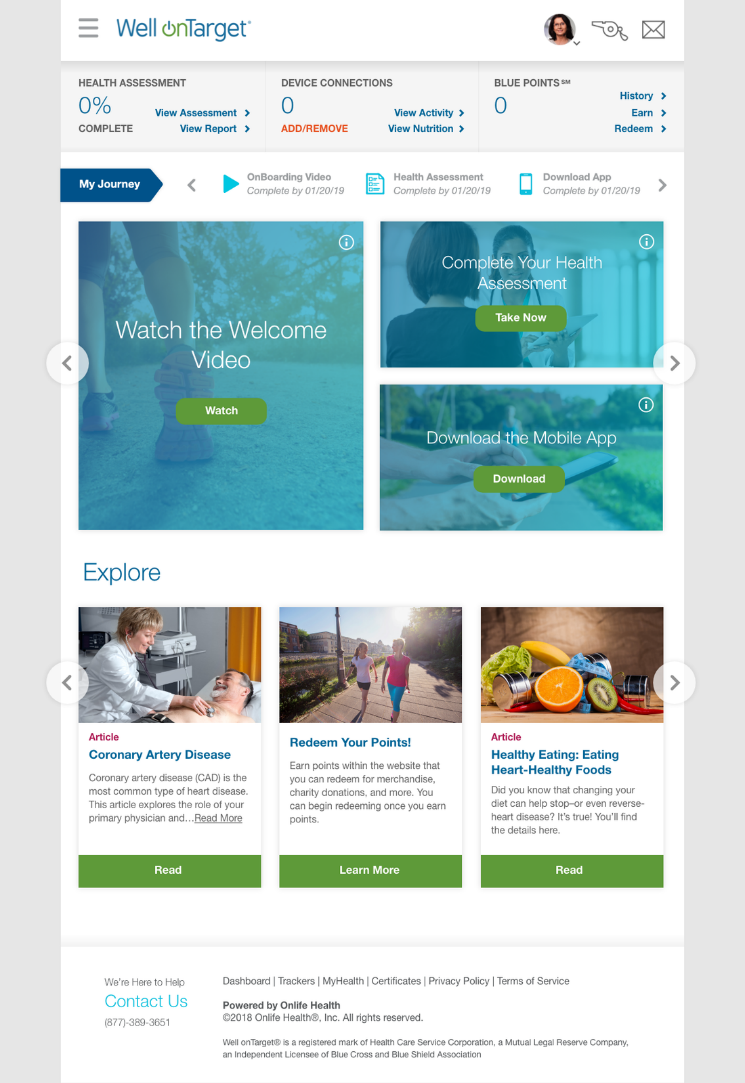 Well onTarget®
HEALTH ASSESSMENT
0%
COMPLETE
View Assessment
View Report
DEVICE CONNECTIONS
0
ADD/REMOVE
View Activity
View Nutrition
BLUE POINTS℠
0
History
Earn
Redeem
My Journey
OnBoarding Video
Complete by 01/20/19
Health Assessment
Complete by 01/20/19
Download App
Complete by 01/20/19
Watch the Welcome
Video
Watch
Complete Your Health
Assessment
Take Now
Download the Mobile App
Download
Explore
Article
Coronary Artery Disease
Coronary artery disease (CAD) is the
most common type of heart disease.
This article explores the role of your
primary physician and…Read More
Read
Redeem Your Points!
Earn points within the website that
you can redeem for merchandise,
charity donations, and more. You
can begin redeeming once you earn
points.
Learn More
Article
Healthy Eating: Eating
Heart-Healthy Foods
Did you know that changing your
diet can help stop–or even reverse-
heart disease? It's true! You'll find
the details here.
Read
We're Here to Help
Contact Us
(877)-389-3651
Dashboard | Trackers | MyHealth | Certificates | Privacy Policy | Terms of Service
Powered by Onlife Health
©2018 Onlife Health®, Inc. All rights reserved.
Well onTarget® is a registered mark of Health Care Service Corporation, a Mutual Legal Reserve Company,
an Independent Licensee of Blue Cross and Blue Shield Association